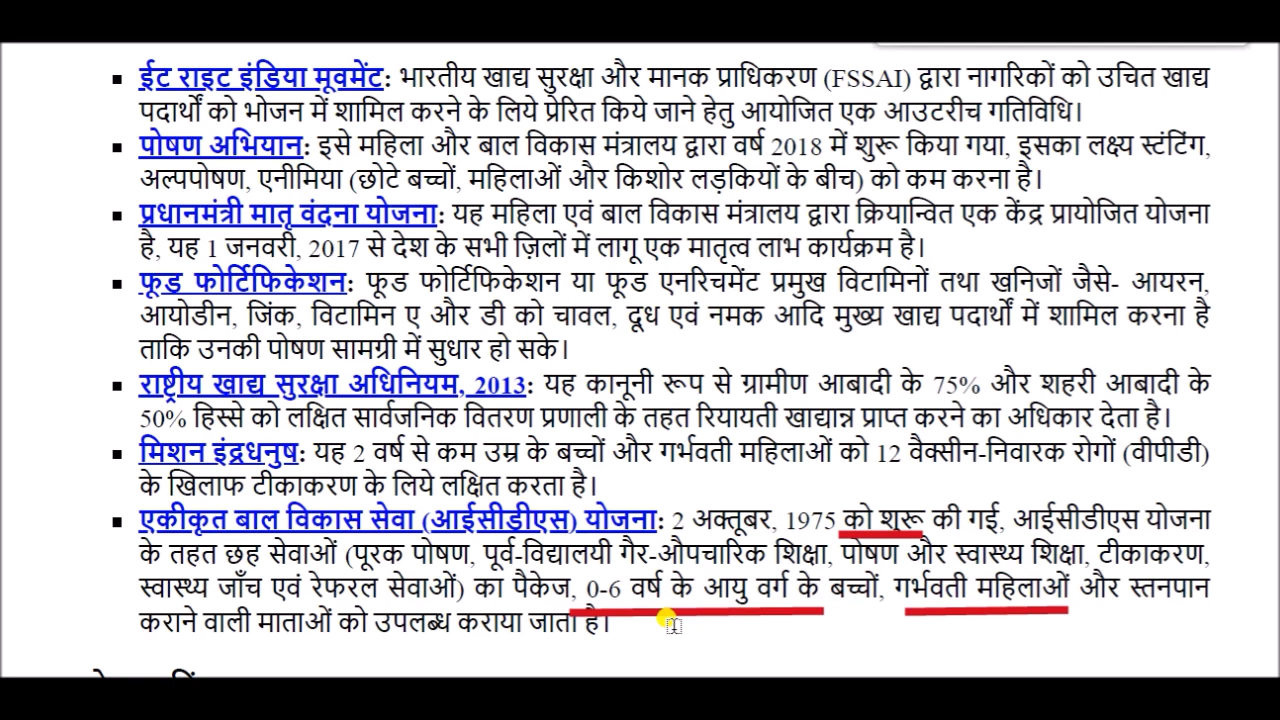 ▪ ईट राइट इंडिया मूवमेंट: भारतीय खाद्य सुरक्षा और मानक प्राधिकरण (FSSAI) द्वारा नागरिकों को उचित खाद्य
पदार्थों को भोजन में शामिल करने के लिये प्रेरित किये जाने हेतु आयोजित एक आउटरीच गतिविधि।
▪ पोषण अभियान: इसे महिला और बाल विकास मंत्रालय द्वारा वर्ष 2018 में शुरू किया गया, इसका लक्ष्य स्टंटिंग,
अल्पपोषण, एनीमिया (छोटे बच्चों, महिलाओं और किशोर लड़कियों के बीच) को कम करना है।
▪ प्रधानमंत्री मातृ वंदना योजना: यह महिला एवं बाल विकास मंत्रालय द्वारा क्रियान्वित एक केंद्र प्रायोजित योजना
है, यह 1 जनवरी, 2017 से देश के सभी ज़िलों में लागू एक मातृत्व लाभ कार्यक्रम है।
▪ फूड फोर्टिफिकेशन: फूड फोर्टिफिकेशन या फूड एनरिचमेंट प्रमुख विटामिनों तथा खनिजों जैसे- आयरन,
आयोडीन, जिंक, विटामिन ए और डी को चावल, दूध एवं नमक आदि मुख्य खाद्य पदार्थों में शामिल करना है
ताकि उनकी पोषण सामग्री में सुधार हो सके।
▪ राष्ट्रीय खाद्य सुरक्षा अधिनियम, 2013: यह कानूनी रूप से ग्रामीण आबादी के 75% और शहरी आबादी के
50% हिस्से को लक्षित सार्वजनिक वितरण प्रणाली के तहत रियायती खाद्यान्न प्राप्त करने का अधिकार देता है।
▪ मिशन इंद्रधनुष: यह 2 वर्ष से कम उम्र के बच्चों और गर्भवती महिलाओं को 12 वैक्सीन-निवारक रोगों (वीपीडी)
के खिलाफ टीकाकरण के लिये लक्षित करता है।
▪ एकीकृत बाल विकास सेवा (आईसीडीएस) योजना: 2 अक्तूबर, 1975 को शुरू की गई, आईसीडीएस योजना
के तहत छह सेवाओं (पूरक पोषण, पूर्व-विद्यालयी गैर-औपचारिक शिक्षा, पोषण और स्वास्थ्य शिक्षा, टीकाकरण,
स्वास्थ्य जाँच एवं रेफरल सेवाओं) का पैकेज, 0-6 वर्ष के आयु वर्ग के बच्चों, गर्भवती महिलाओं और स्तनपान
कराने वाली माताओं को उपलब्ध कराया जाता है।